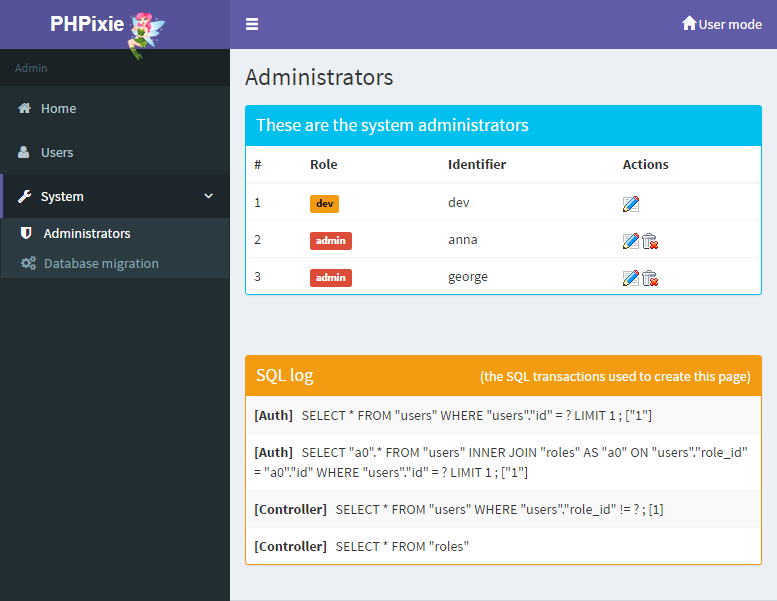 PHPixie
User mode
Admin
Home
Users
System
Administrators
Database migration
Administrators
These are the system administrators
# Role Identifier Actions
1 dev dev
2 admin anna
3 admin george
SQL log (the SQL transactions used to create this page)
[Auth] SELECT * FROM "users" WHERE "users"."id" = ? LIMIT 1 ; ["1"]
[Auth] SELECT "a0".* FROM "users" INNER JOIN "roles" AS "a0" ON "users"."role_id"
= "a0"."id" WHERE "users"."id" = ? LIMIT 1 ; ["1"]
[Controller] SELECT * FROM "users" WHERE "users"."role_id" != ? ; [1]
[Controller] SELECT * FROM "roles"